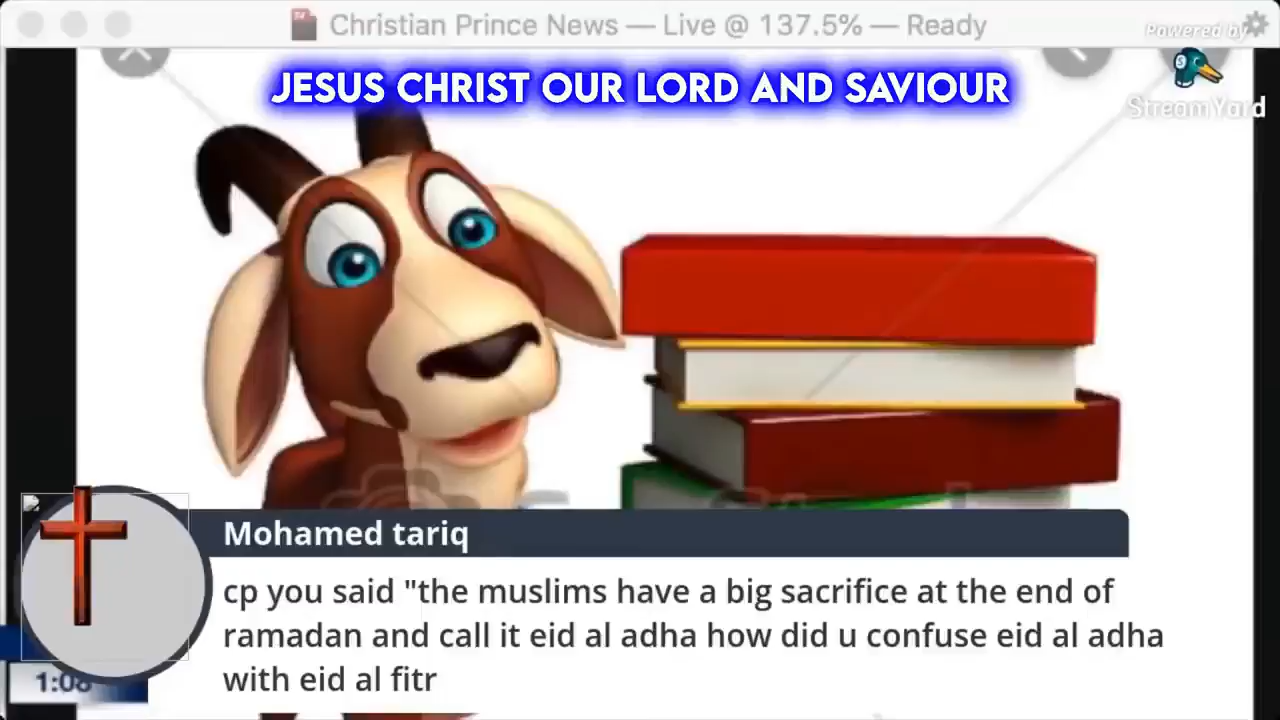 Christian Prince News — Live @ 137.5% — Ready
Powered by
JESUS CHRIST OUR LORD AND SAVIOUR
StreamYard
Mohamed tariq
cp you said "the muslims have a big sacrifice at the end of
ramadan and call it eid al adha how did u confuse eid al adha
with eid al fitr